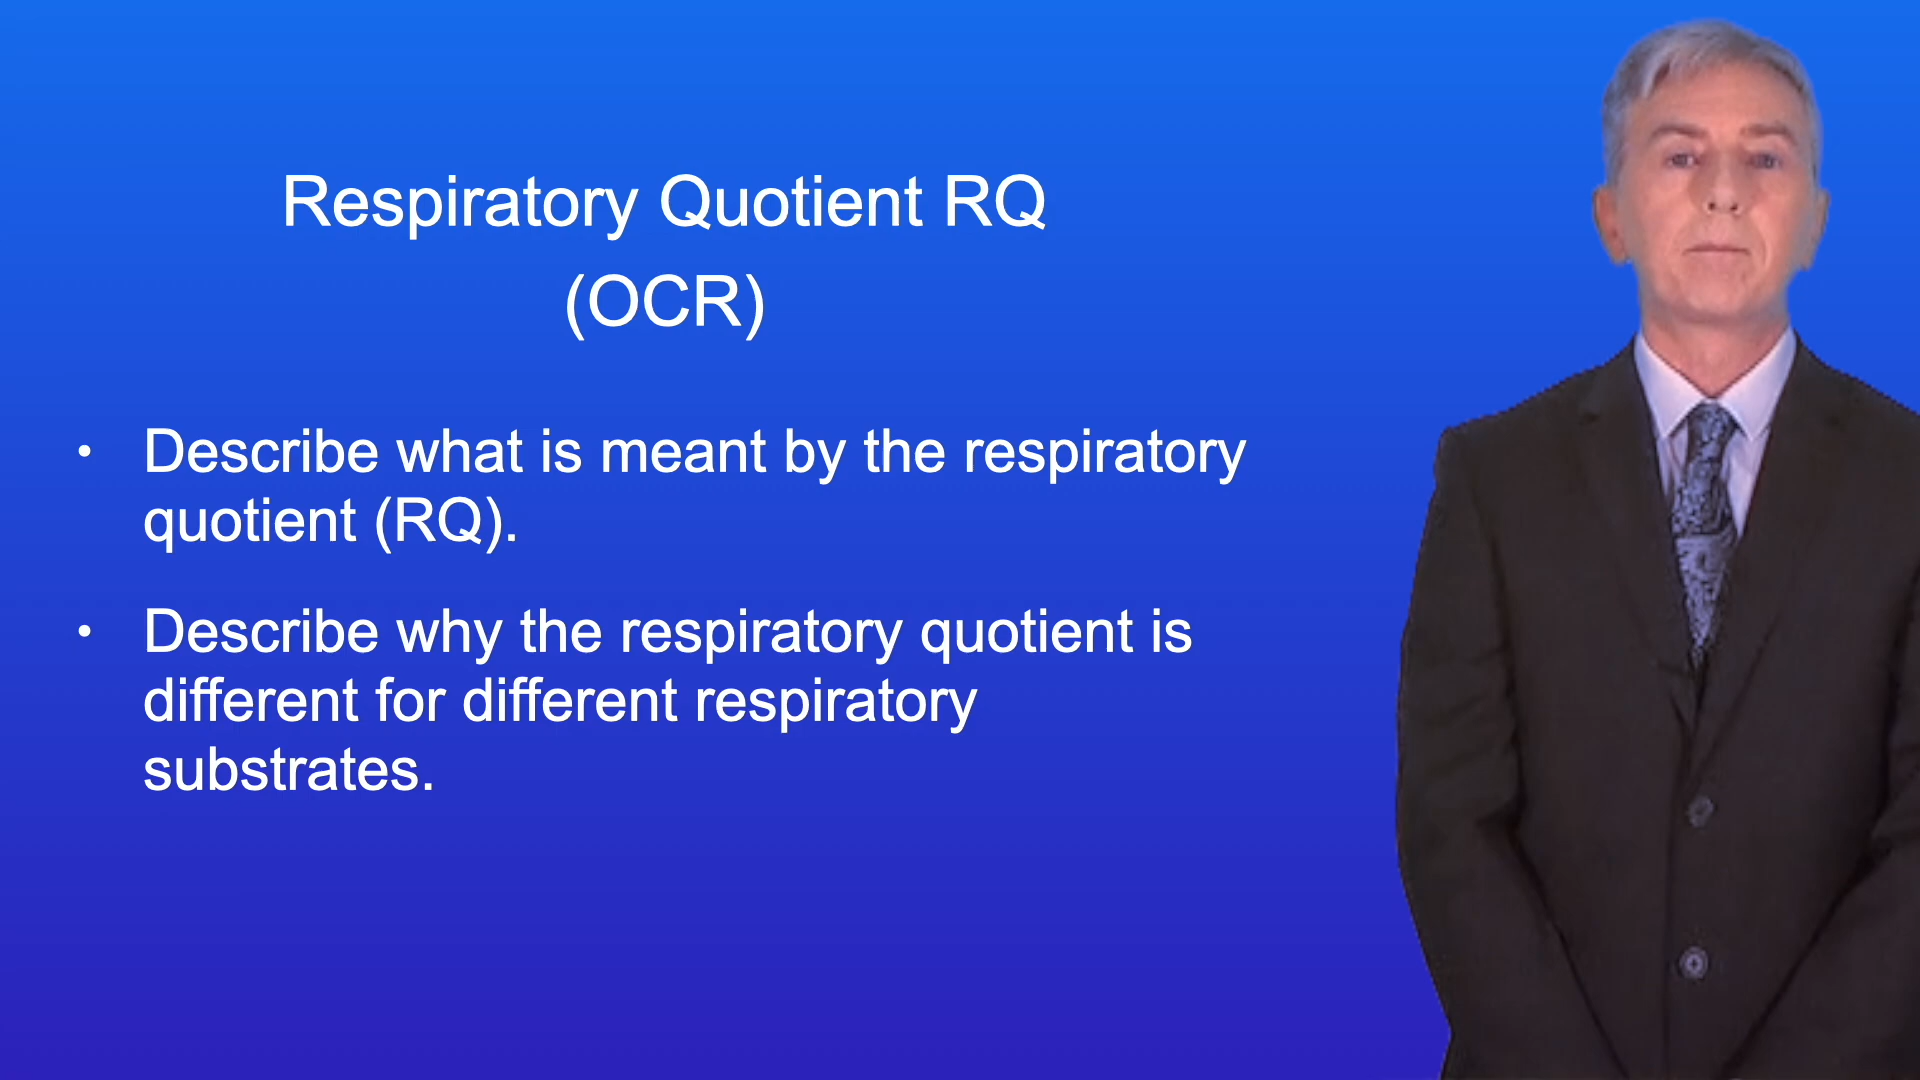 Respiratory Quotient RQ
(OCR)
• Describe what is meant by the respiratory
quotient (RQ).
• Describe why the respiratory quotient is
different for different respiratory
substrates.